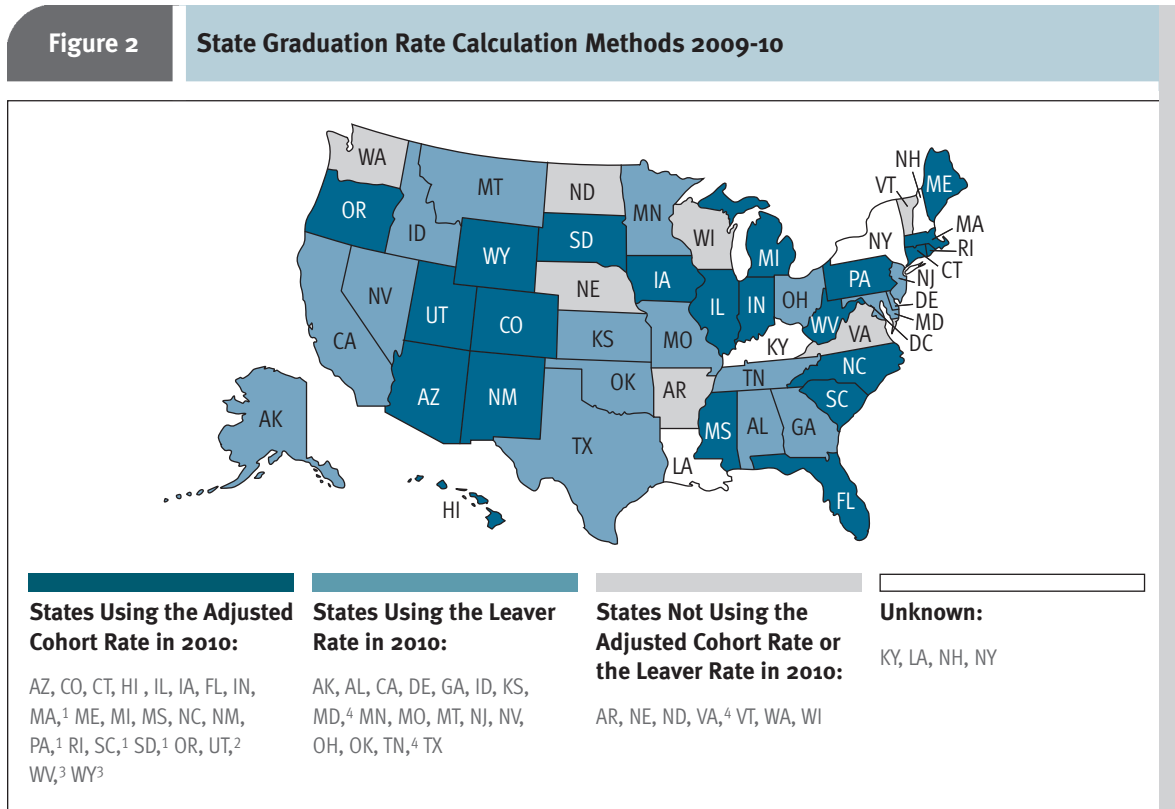 Figure 2
State Graduation Rate Calculation Methods 2009-10
WA
OR
CA
NV
ID
MT
WY
UT
CO
AZ
NM
ND
SD
NE
KS
OK
TX
MN
IA
MO
AR
LA
WI
IL
MI
IN
OH
KY
TN
MS
AL
GA
FL
SC
NC
VA
WV
PA
NY
VT
NH
ME
MA
RI
CT
NJ
DE
MD
DC
AK
HI
States Using the Adjusted
Cohort Rate in 2010:
AZ, CO, CT, HI , IL, IA, FL, IN,
MA,¹ ME, MI, MS, NC, NM,
PA,¹ RI, SC,¹ SD,¹ OR, UT,²
WV,³ WY³
States Using the Leaver
Rate in 2010:
AK, AL, CA, DE, GA, ID, KS,
MD,⁴ MN, MO, MT, NJ, NV,
OH, OK, TN,⁴ TX
States Not Using the
Adjusted Cohort Rate or
the Leaver Rate in 2010:
AR, NE, ND, VA,⁴ VT, WA, WI
Unknown:
KY, LA, NH, NY